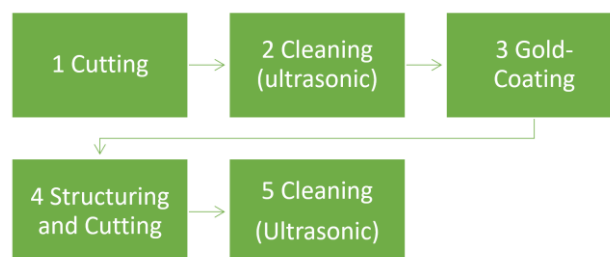 1 Cutting
2 Cleaning
(ultrasonic)
3 Gold-
Coating
4 Structuring
and Cutting
5 Cleaning
(Ultrasonic)